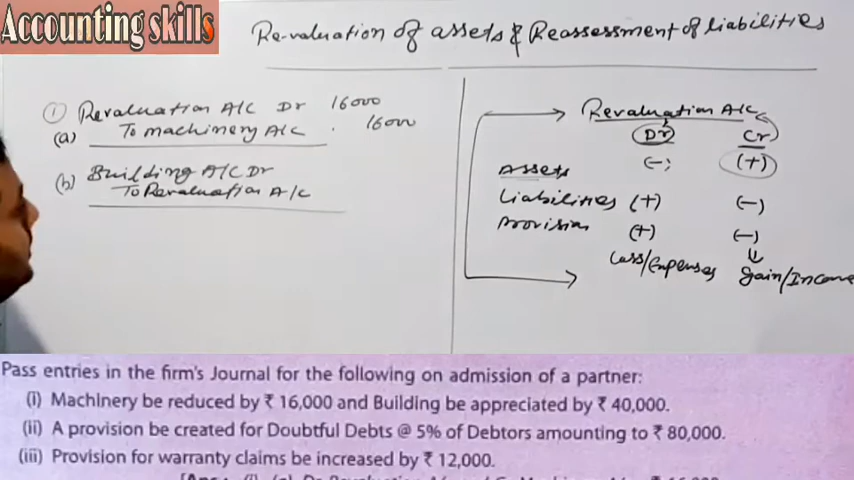 Accounting skills
Re-valuation of assets & Reassessment of liabilities
① Revaluation A/C Dr 16000
(a) To machinery A/C . 16000
(b) Building A/C Dr
To Revaluation A/C
Revaluation A/C
Dr Cr
Assets (-); (+)
Liabilities (+) (-)
Provision (+) (-)
Loss/Expenses Gain/Income
Pass entries in the firm's Journal for the following on admission of a partner:
(i) Machinery be reduced by ₹ 16,000 and Building be appreciated by ₹ 40,000.
(ii) A provision be created for Doubtful Debts @ 5% of Debtors amounting to ₹ 80,000.
(iii) Provision for warranty claims be increased by ₹ 12,000.